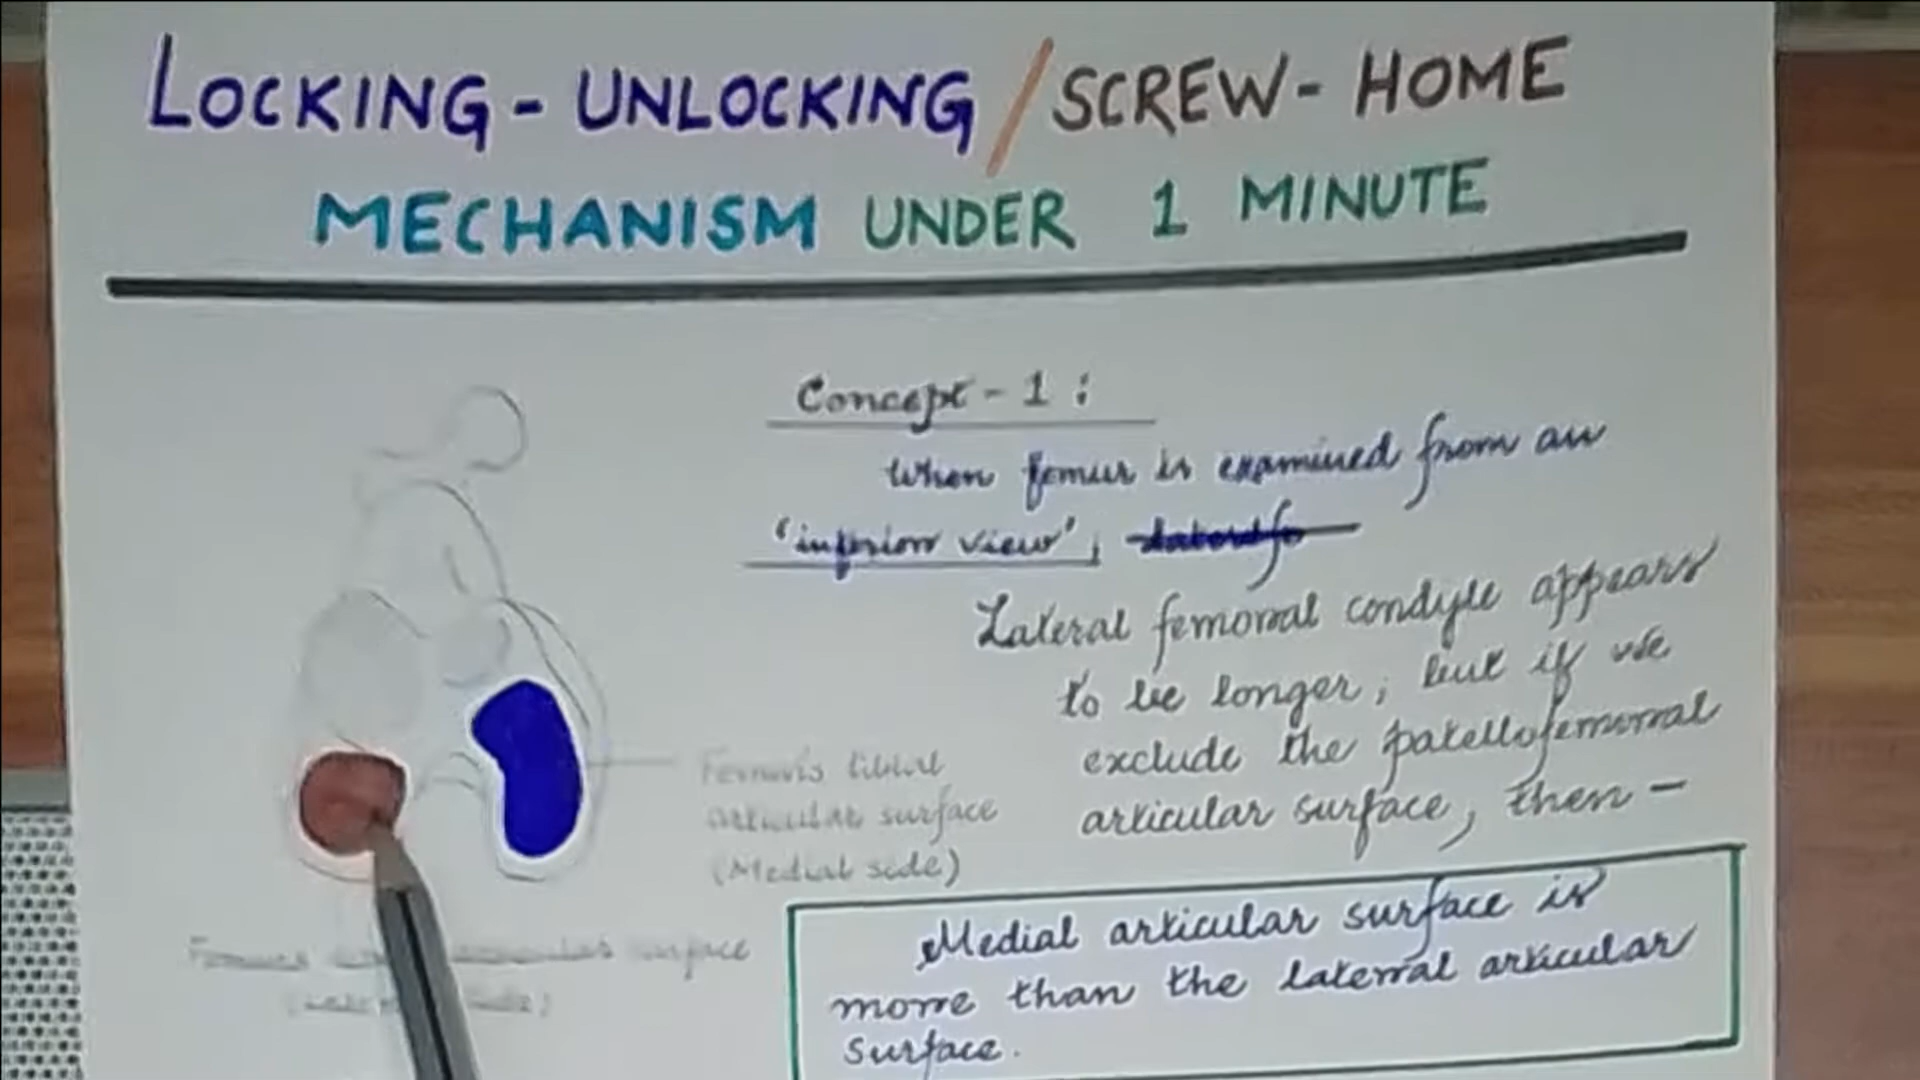 LOCKING - UNLOCKING / SCREW - HOME
MECHANISM UNDER 1 MINUTE
Concept - 1 :
When femur is examined from an
'inferior view',
Lateral femoral condyle appears
to be longer, but if we
exclude the patellofemoral
articular surface, then -
Femur's tibial
articular surface
(Medial side)
Medial articular surface is
more than the lateral articular
surface.
surface